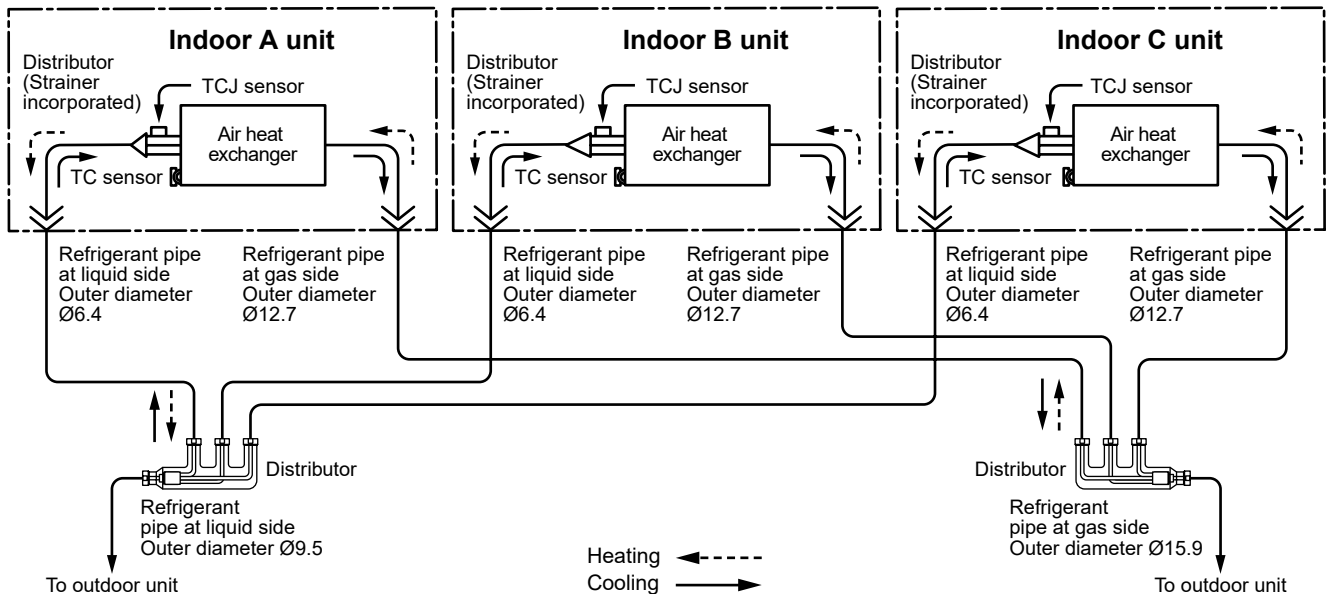 Indoor A unit
Distributor
(Strainer
incorporated)
TCJ sensor
Air heat
exchanger
TC sensor
Refrigerant pipe
at liquid side
Outer diameter
Ø6.4
Refrigerant pipe
at gas side
Outer diameter
Ø12.7
Indoor B unit
Distributor
(Strainer
incorporated)
TCJ sensor
Air heat
exchanger
TC sensor
Refrigerant pipe
at liquid side
Outer diameter
Ø6.4
Refrigerant pipe
at gas side
Outer diameter
Ø12.7
Indoor C unit
Distributor
(Strainer
incorporated)
TCJ sensor
Air heat
exchanger
TC sensor
Refrigerant pipe
at liquid side
Outer diameter
Ø6.4
Refrigerant pipe
at gas side
Outer diameter
Ø12.7
Distributor
Refrigerant
pipe at liquid side
Outer diameter Ø9.5
To outdoor unit
Heating
Cooling
Distributor
Refrigerant
pipe at gas side
Outer diameter Ø15.9
To outdoor unit